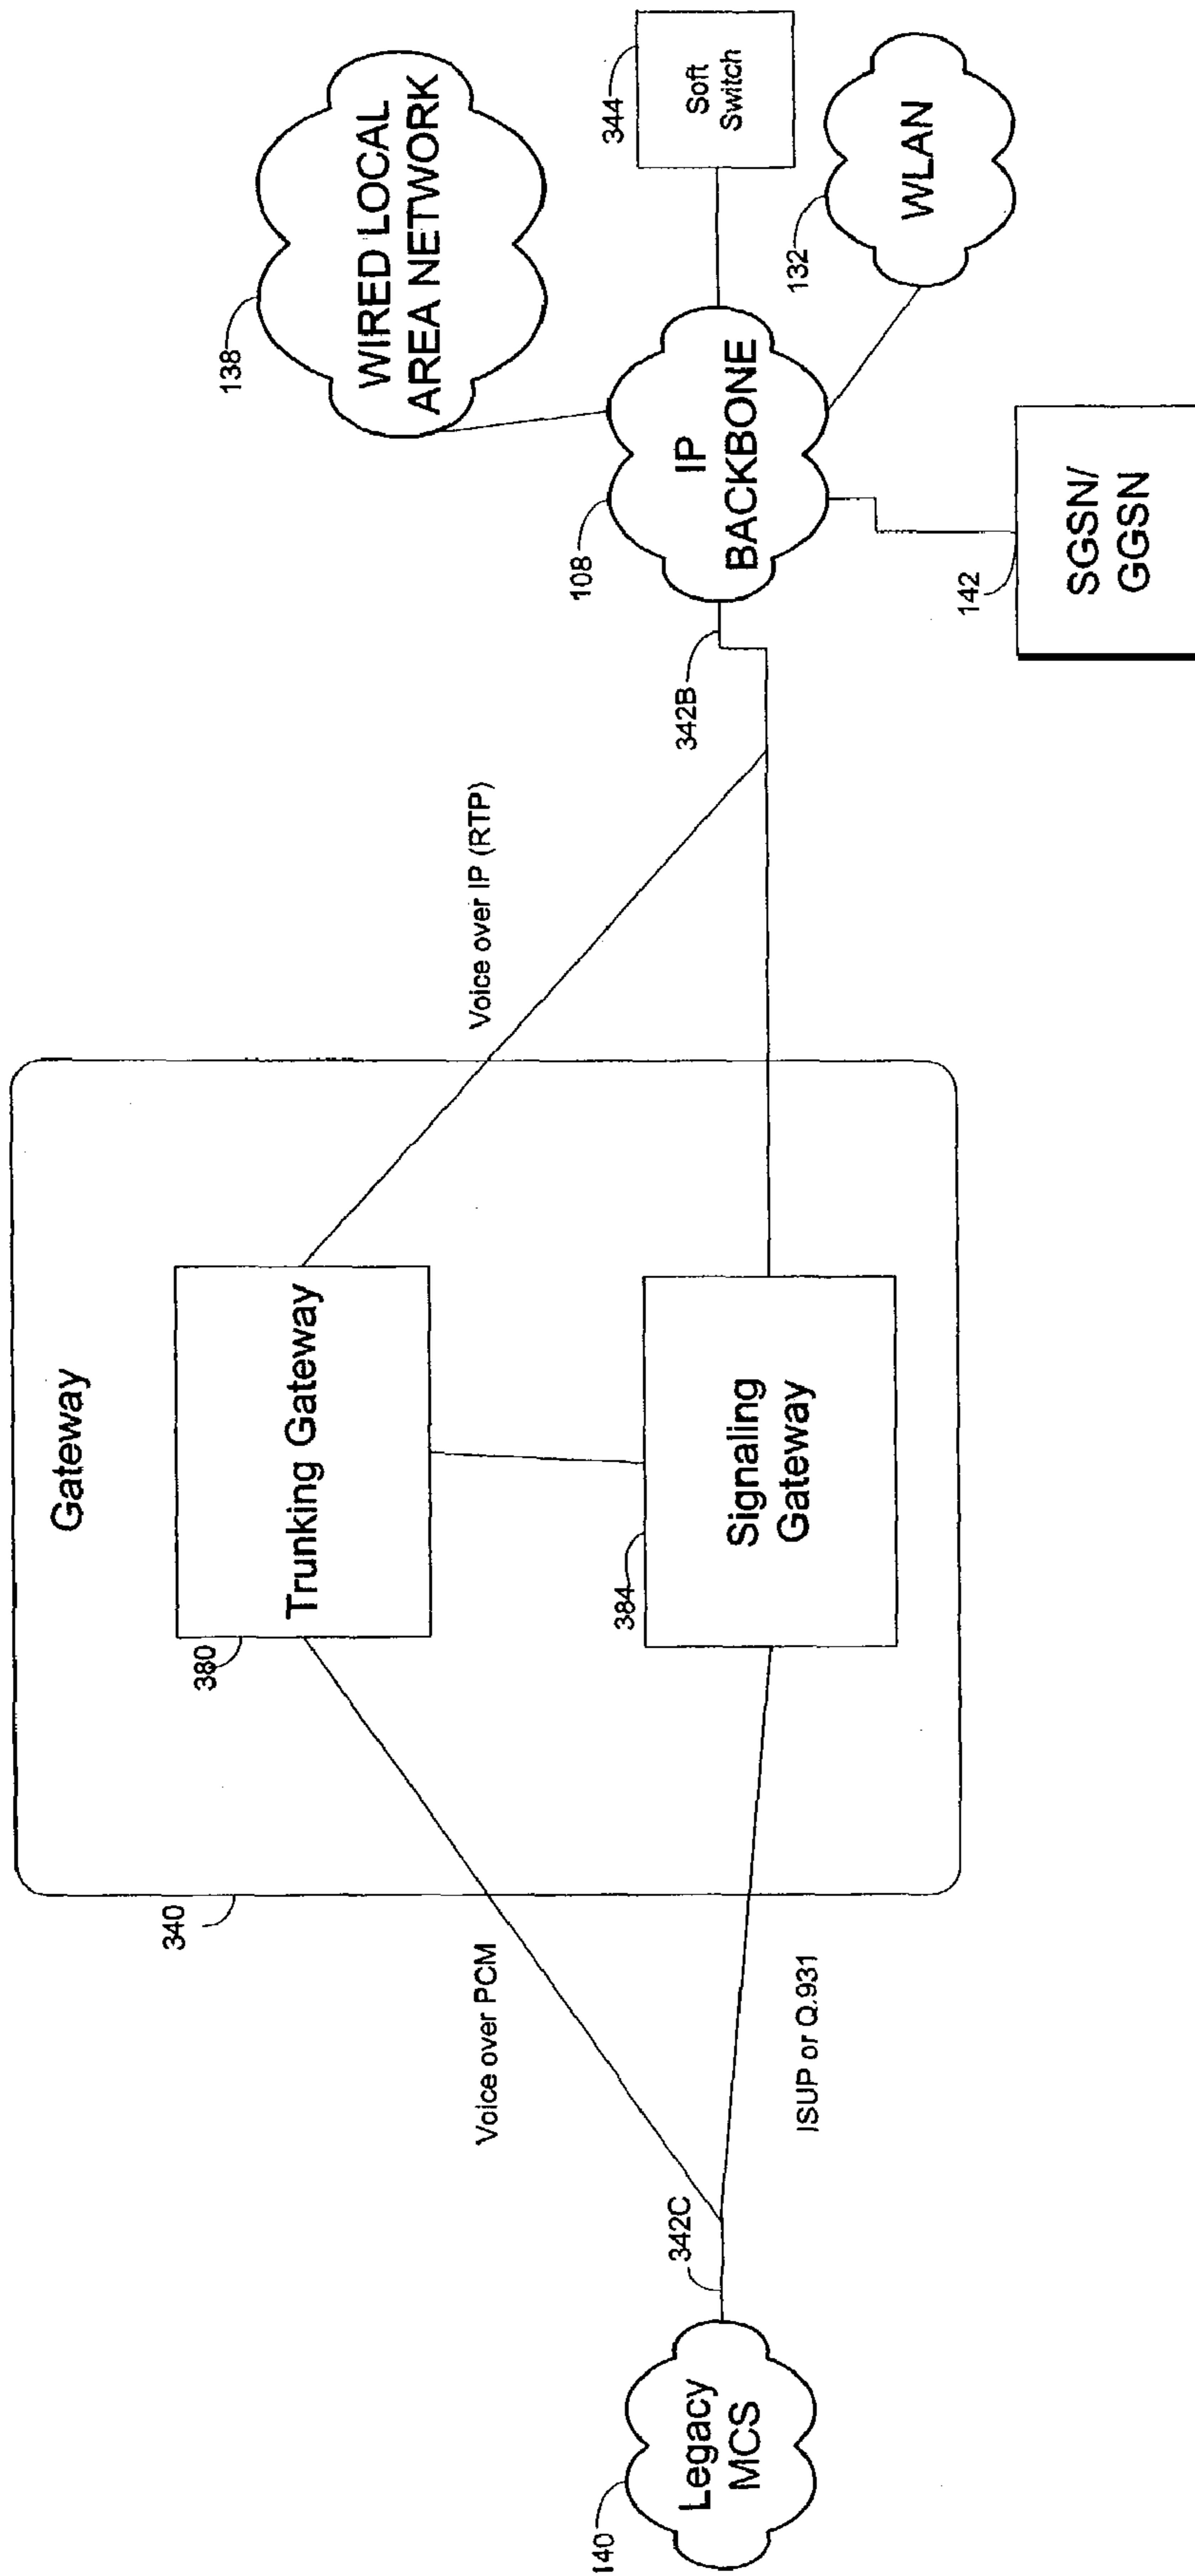 Gateway
340
Trunking Gateway
380
Signaling
Gateway
384
Voice over PCM
ISUP or Q.931
Legacy
MCS
140
342C
Voice over IP (RTP)
342B
IP
BACKBONE
108
WIRED LOCAL
AREA NETWORK
138
Soft
Switch
344
WLAN
132
SGSN/
GGSN
142